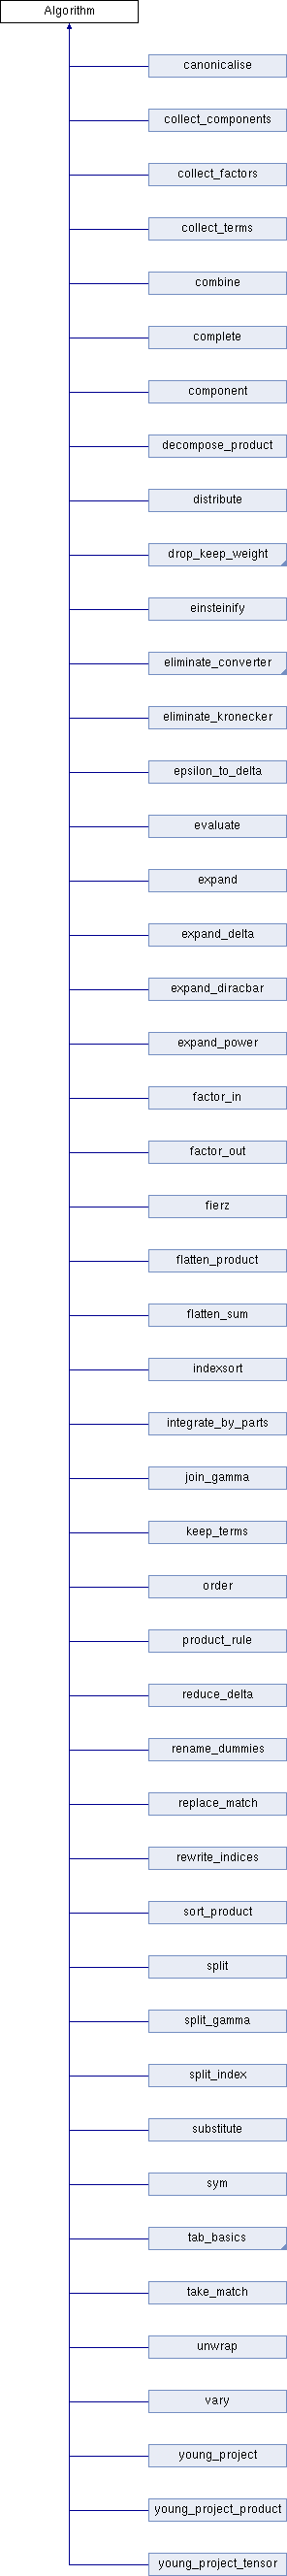 Algorithm
canonicalise
collect_components
collect_factors
collect_terms
combine
complete
component
decompose_product
distribute
drop_keep_weight
einsteinify
eliminate_converter
eliminate_kronecker
epsilon_to_delta
evaluate
expand
expand_delta
expand_diracbar
expand_power
factor_in
factor_out
fierz
flatten_product
flatten_sum
indexsort
integrate_by_parts
join_gamma
keep_terms
order
product_rule
reduce_delta
rename_dummies
replace_match
rewrite_indices
sort_product
split
split_gamma
split_index
substitute
sym
tab_basics
take_match
unwrap
vary
young_project
young_project_product
young_project_tensor